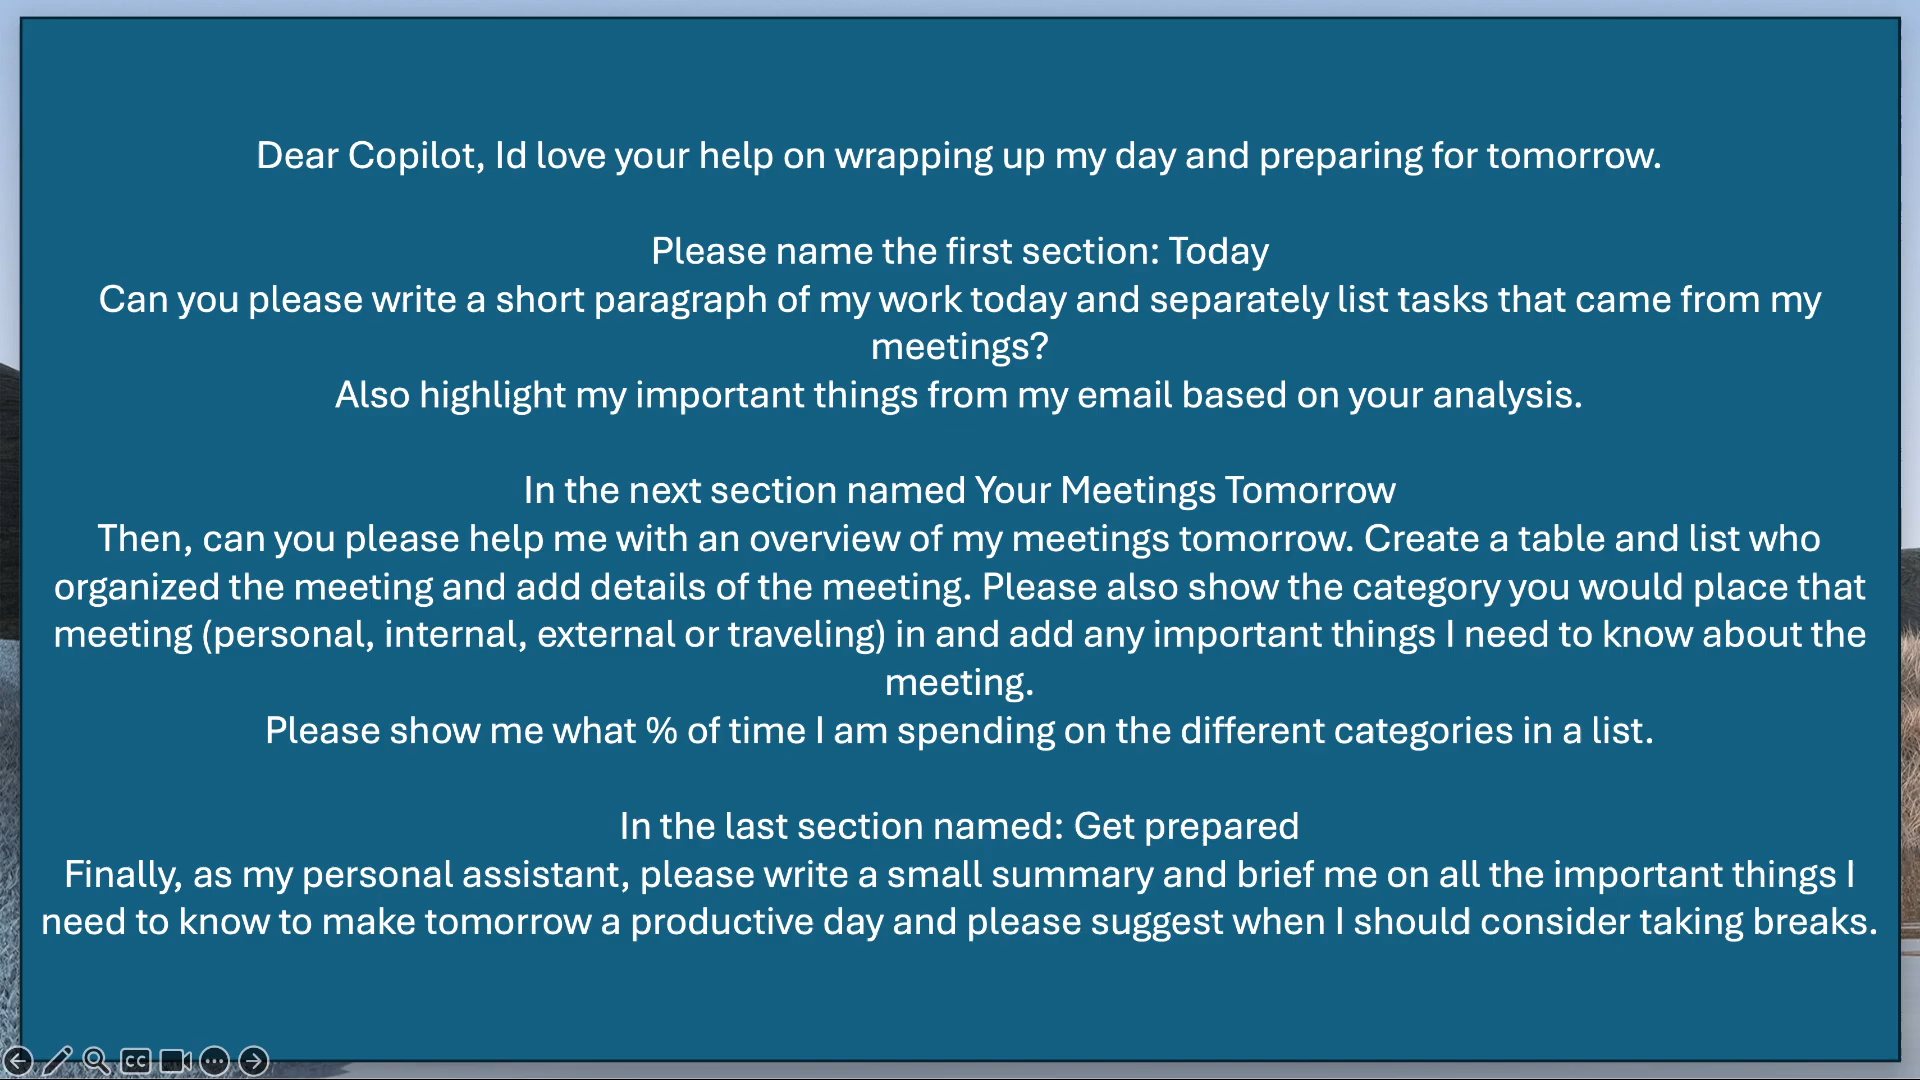 Dear Copilot, Id love your help on wrapping up my day and preparing for tomorrow.
Please name the first section: Today
Can you please write a short paragraph of my work today and separately list tasks that came from my
meetings?
Also highlight my important things from my email based on your analysis.
In the next section named Your Meetings Tomorrow
Then, can you please help me with an overview of my meetings tomorrow. Create a table and list who
organized the meeting and add details of the meeting. Please also show the category you would place that
meeting (personal, internal, external or traveling) in and add any important things I need to know about the
meeting.
Please show me what % of time I am spending on the different categories in a list.
In the last section named: Get prepared
Finally, as my personal assistant, please write a small summary and brief me on all the important things I
need to know to make tomorrow a productive day and please suggest when I should consider taking breaks.
CC